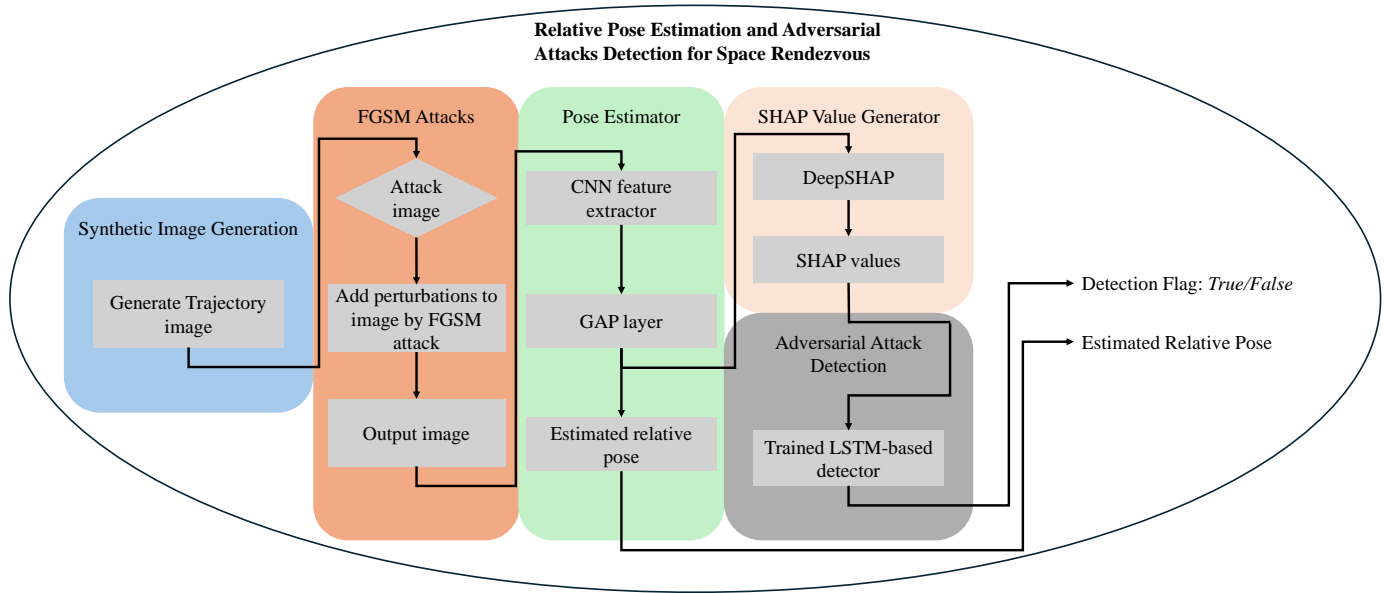 Relative Pose Estimation and Adversarial
Attacks Detection for Space Rendezvous
Synthetic Image Generation
Generate Trajectory
image
FGSM Attacks
Attack
image
Add perturbations to
image by FGSM
attack
Output image
Pose Estimator
CNN feature
extractor
GAP layer
Estimated relative
pose
SHAP Value Generator
DeepSHAP
SHAP values
Adversarial Attack
Detection
Trained LSTM-based
detector
Detection Flag: True/False
Estimated Relative Pose